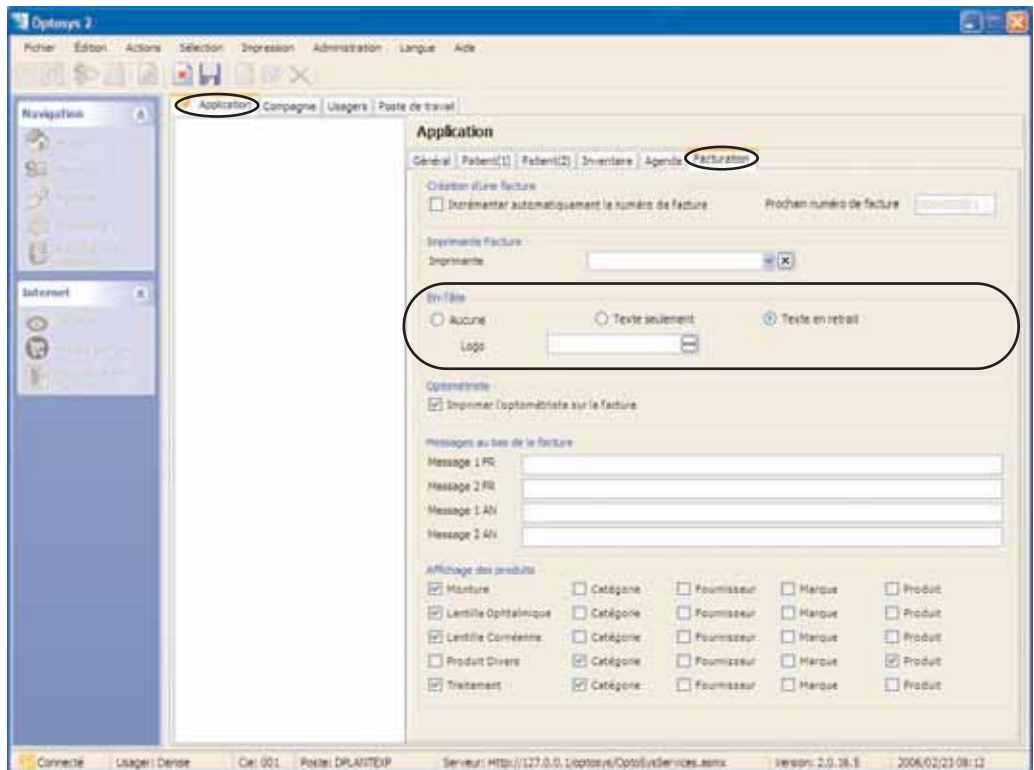 Optosys 2
Fichier Édition Actions Sélection Impression Administration Langue Aide
Navigation
Internet
Application Compagnie Usagers Poste de travail
Application
Général Patient(1) Patient(2) Inventaire Agenda Facturation
Création d'une facture
Incrémenter automatiquement le numéro de facture Prochain numéro de facture
Imprimante Facture
Imprimante
En-Tête
Aucune Texte seulement Texte en retrait
Logo
Optométriste
Imprimer l'optométriste sur la facture
Messages au bas de la facture
Message 1 FR
Message 2 FR
Message 1 AN
Message 2 AN
Affichage des produits
Monture Catégorie Fournisseur Marque Produit
Lentille Ophtalmique Catégorie Fournisseur Marque Produit
Lentille Cornéenne Catégorie Fournisseur Marque Produit
Produit Divers Catégorie Fournisseur Marque Produit
Traitement Catégorie Fournisseur Marque Produit
Connecté Usager: Denise Cie: 001 Poste: DPLANTEXP Serveur: http://127.0.0.1/optosys/OptoSysServices.asmx Version: 2.0.16.5 2006/02/23 08:12